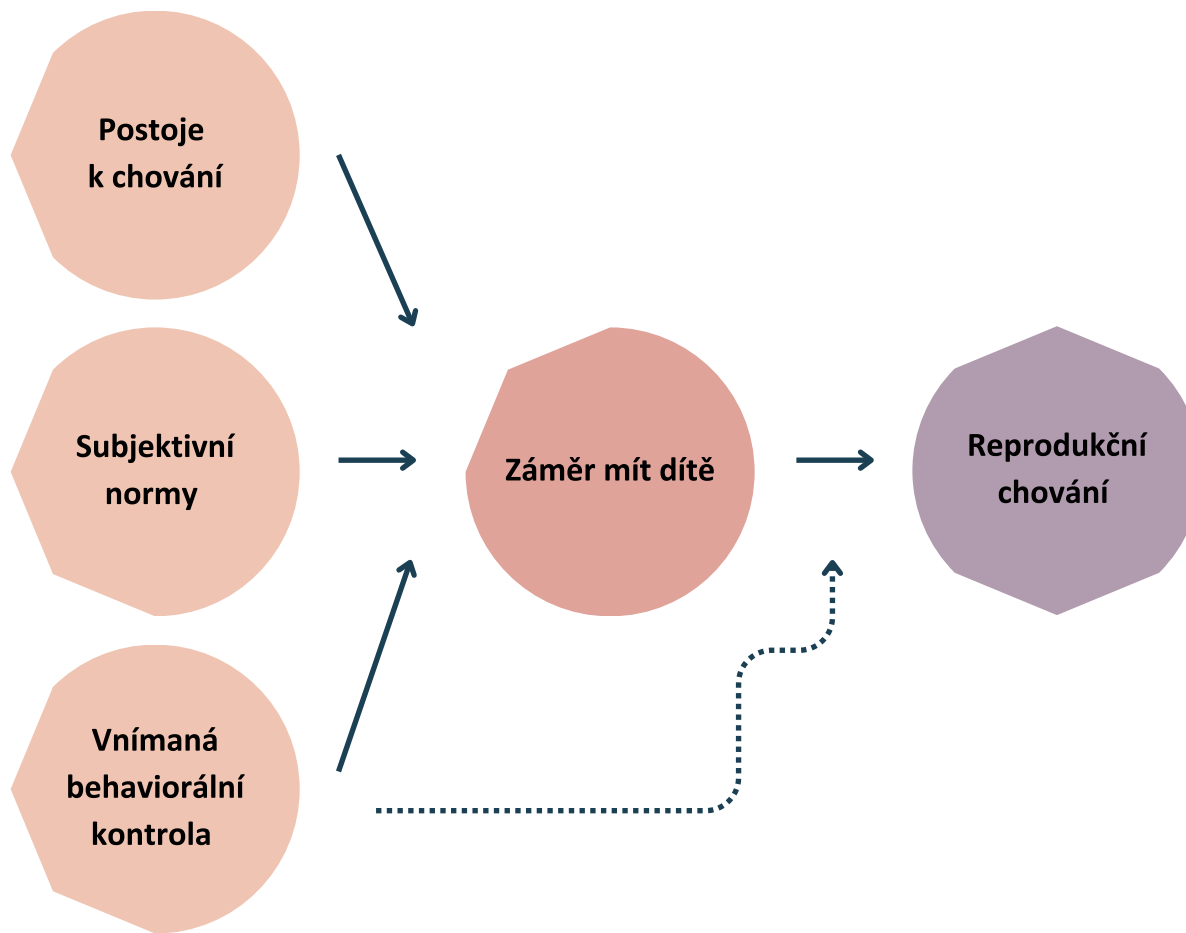 Postoje
k chování
Subjektivní
normy
Vnímaná
behaviorální
kontrola
Záměr mít dítě
Reprodukční
chování